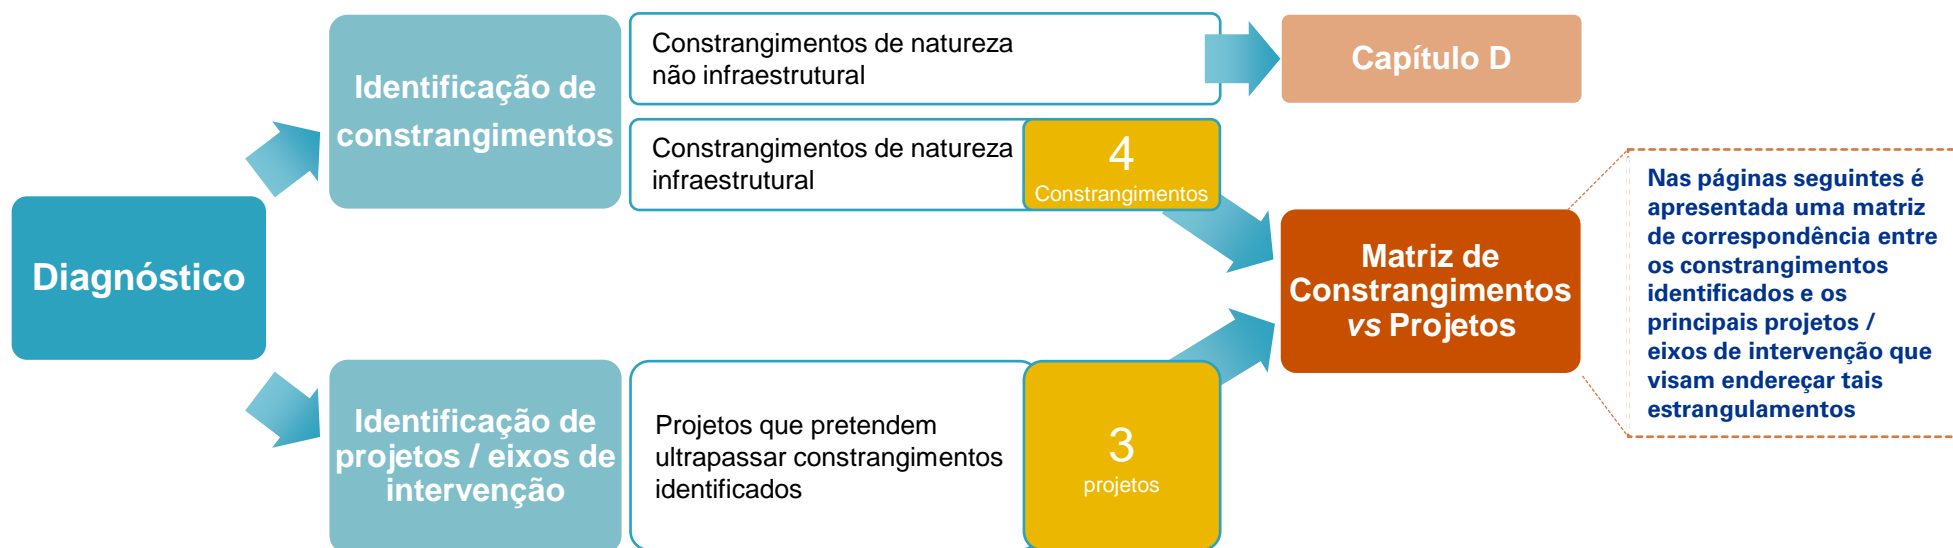 Diagnóstico
Identificação de
constrangimentos
Constrangimentos de natureza
não infraestrutural
Capítulo D
Constrangimentos de natureza
infraestrutural
4
Constrangimentos
Identificação de
projetos / eixos de
intervenção
Projetos que pretendem
ultrapassar constrangimentos
identificados
3
projetos
Matriz de
Constrangimentos
vs Projetos
Nas páginas seguintes é
apresentada uma matriz
de correspondência entre
os constrangimentos
identificados e os
principais projetos /
eixos de intervenção que
visam endereçar tais
estrangulamentos